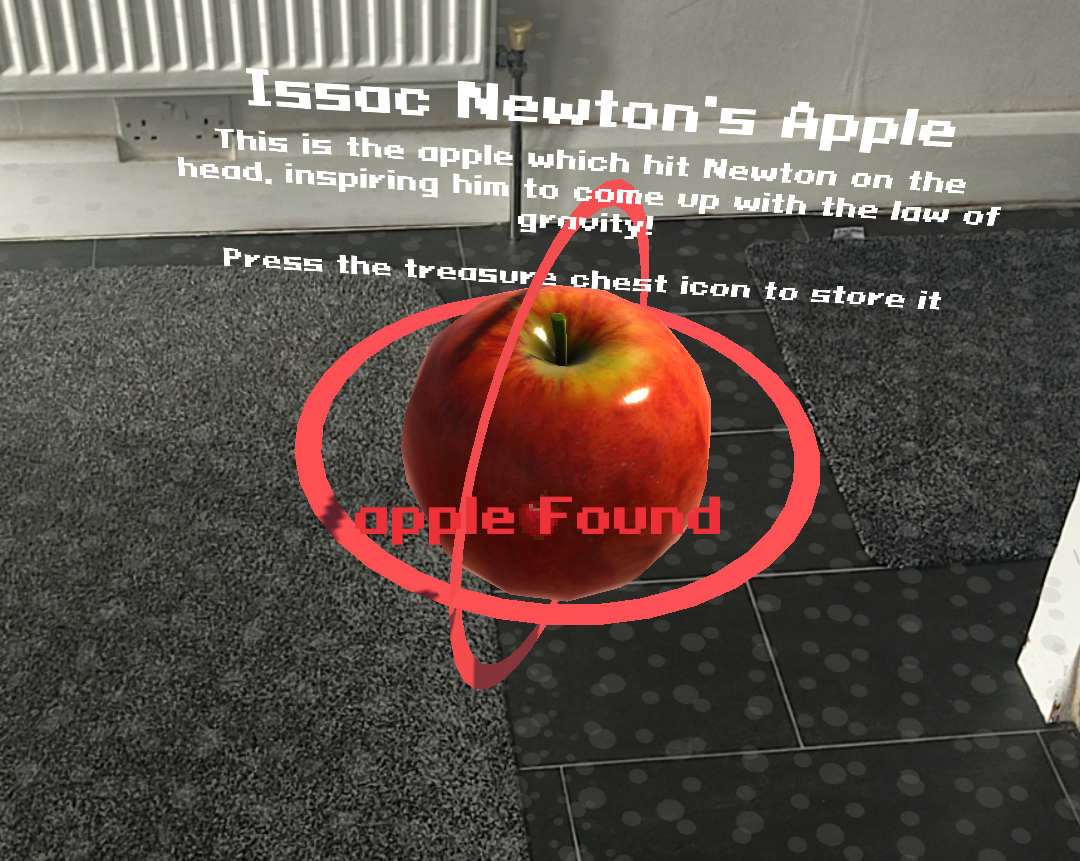 Issac Newton's Apple
This is the apple which hit Newton on the
head, inspiring him to come up with the law of
gravity!
Press the treasure chest icon to store it
apple Found